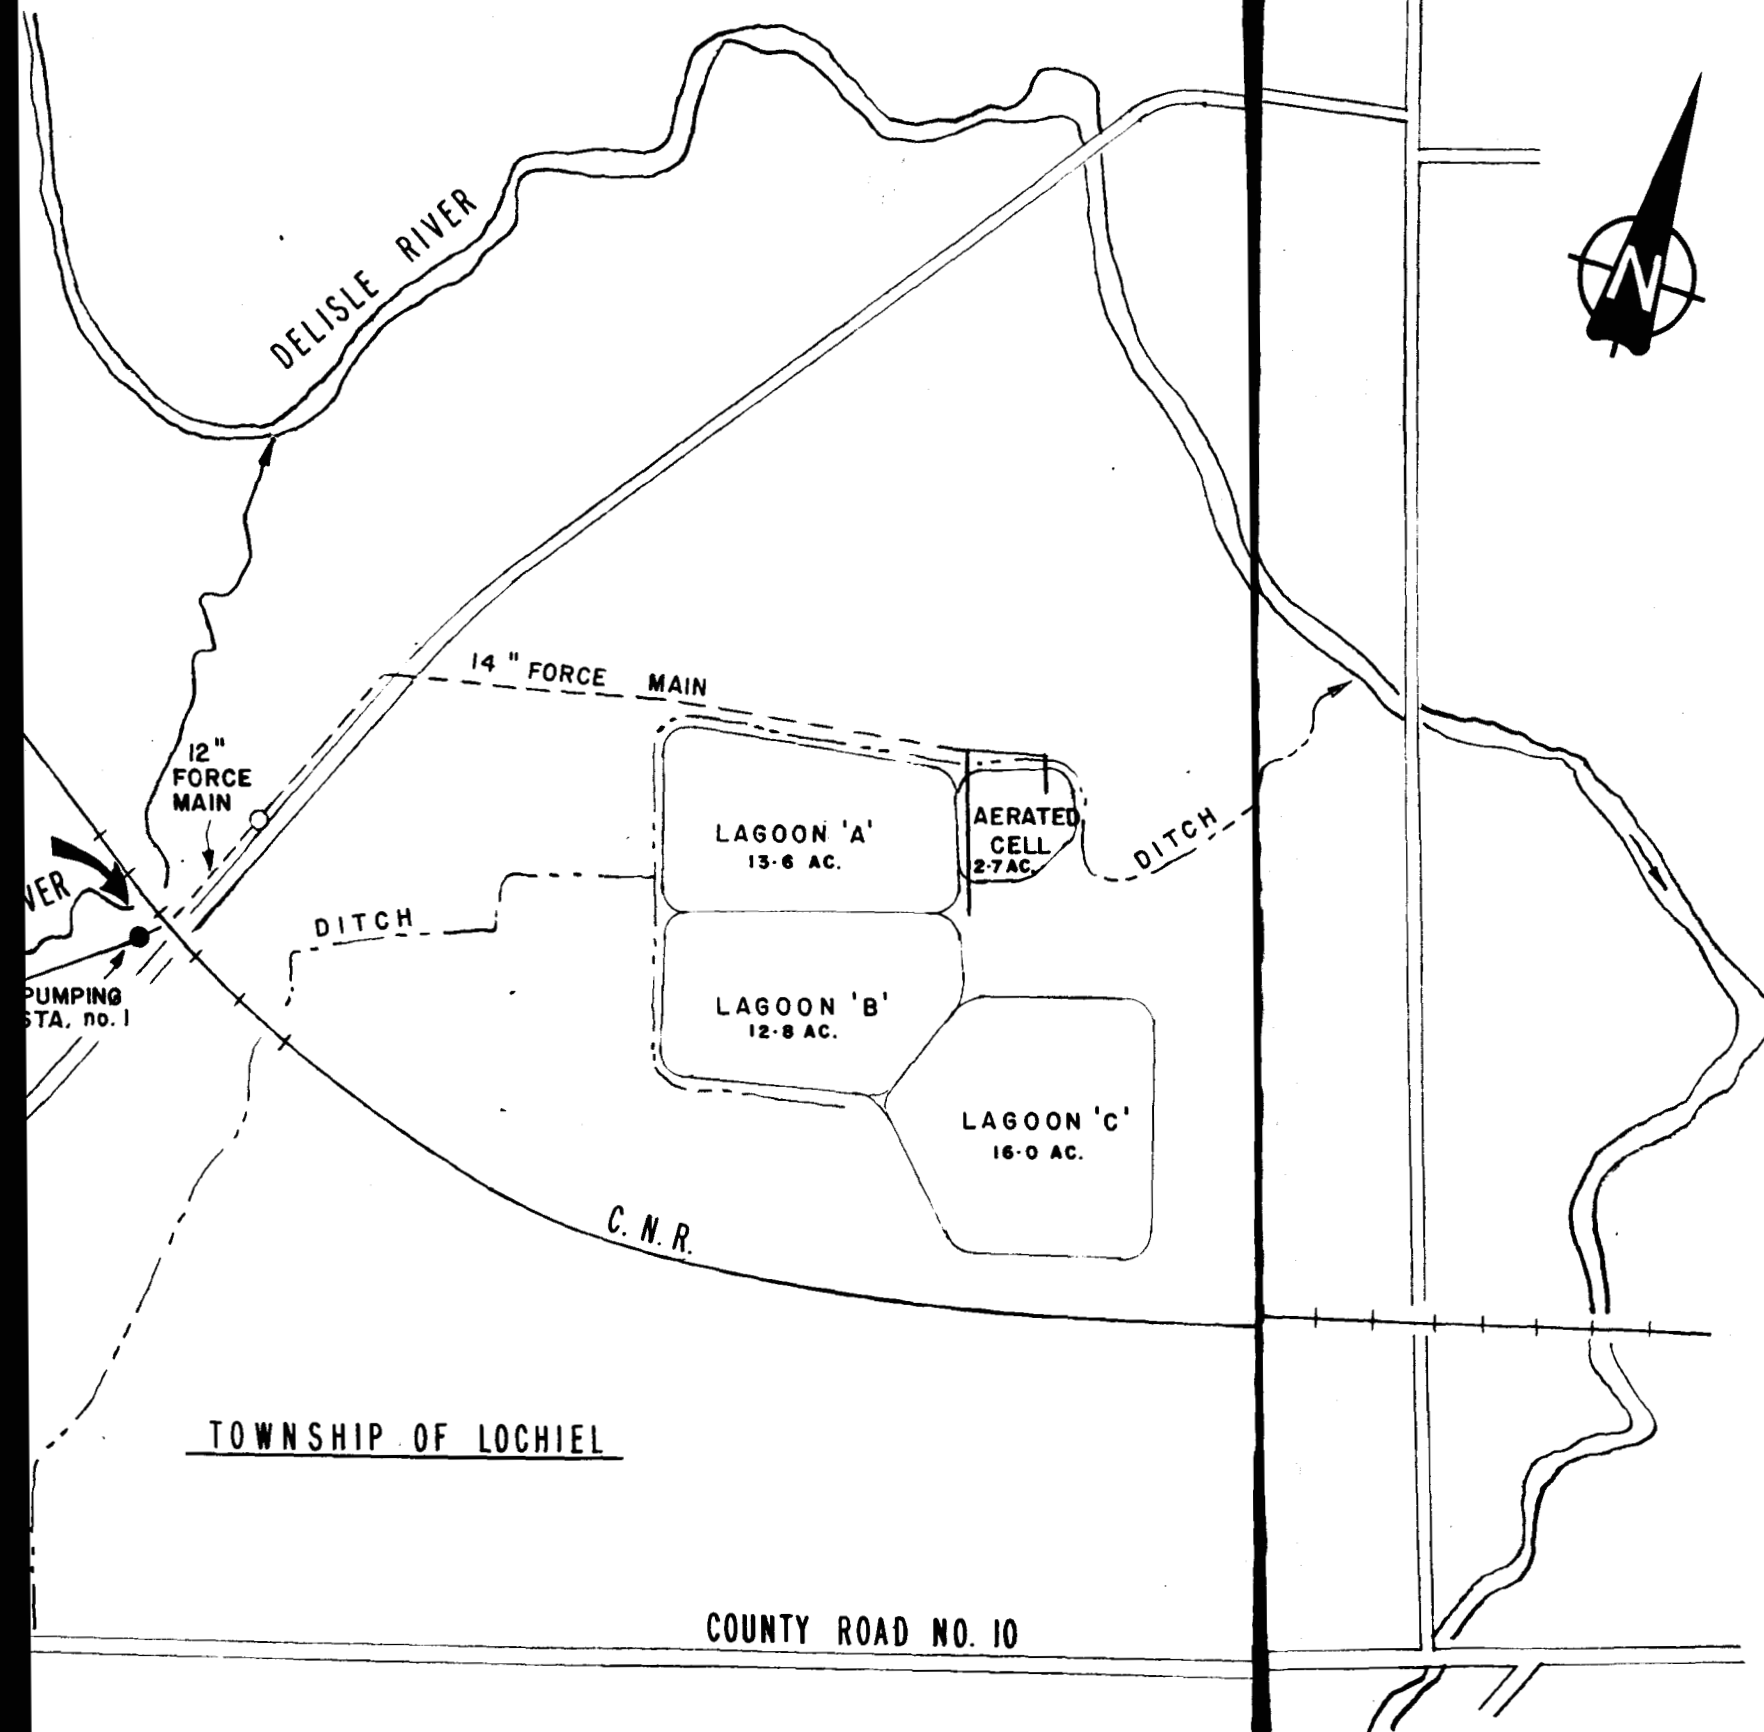 DELISLE RIVER
N
14" FORCE MAIN
12"
FORCE
MAIN
LAGOON 'A'
13·6 AC.
AERATED
CELL
2·7 AC.
DITCH
VER
DITCH
PUMPING
STA. no. 1
LAGOON 'B'
12·8 AC.
LAGOON 'C'
16·0 AC.
C. N. R.
TOWNSHIP OF LOCHIEL
COUNTY ROAD NO. 10